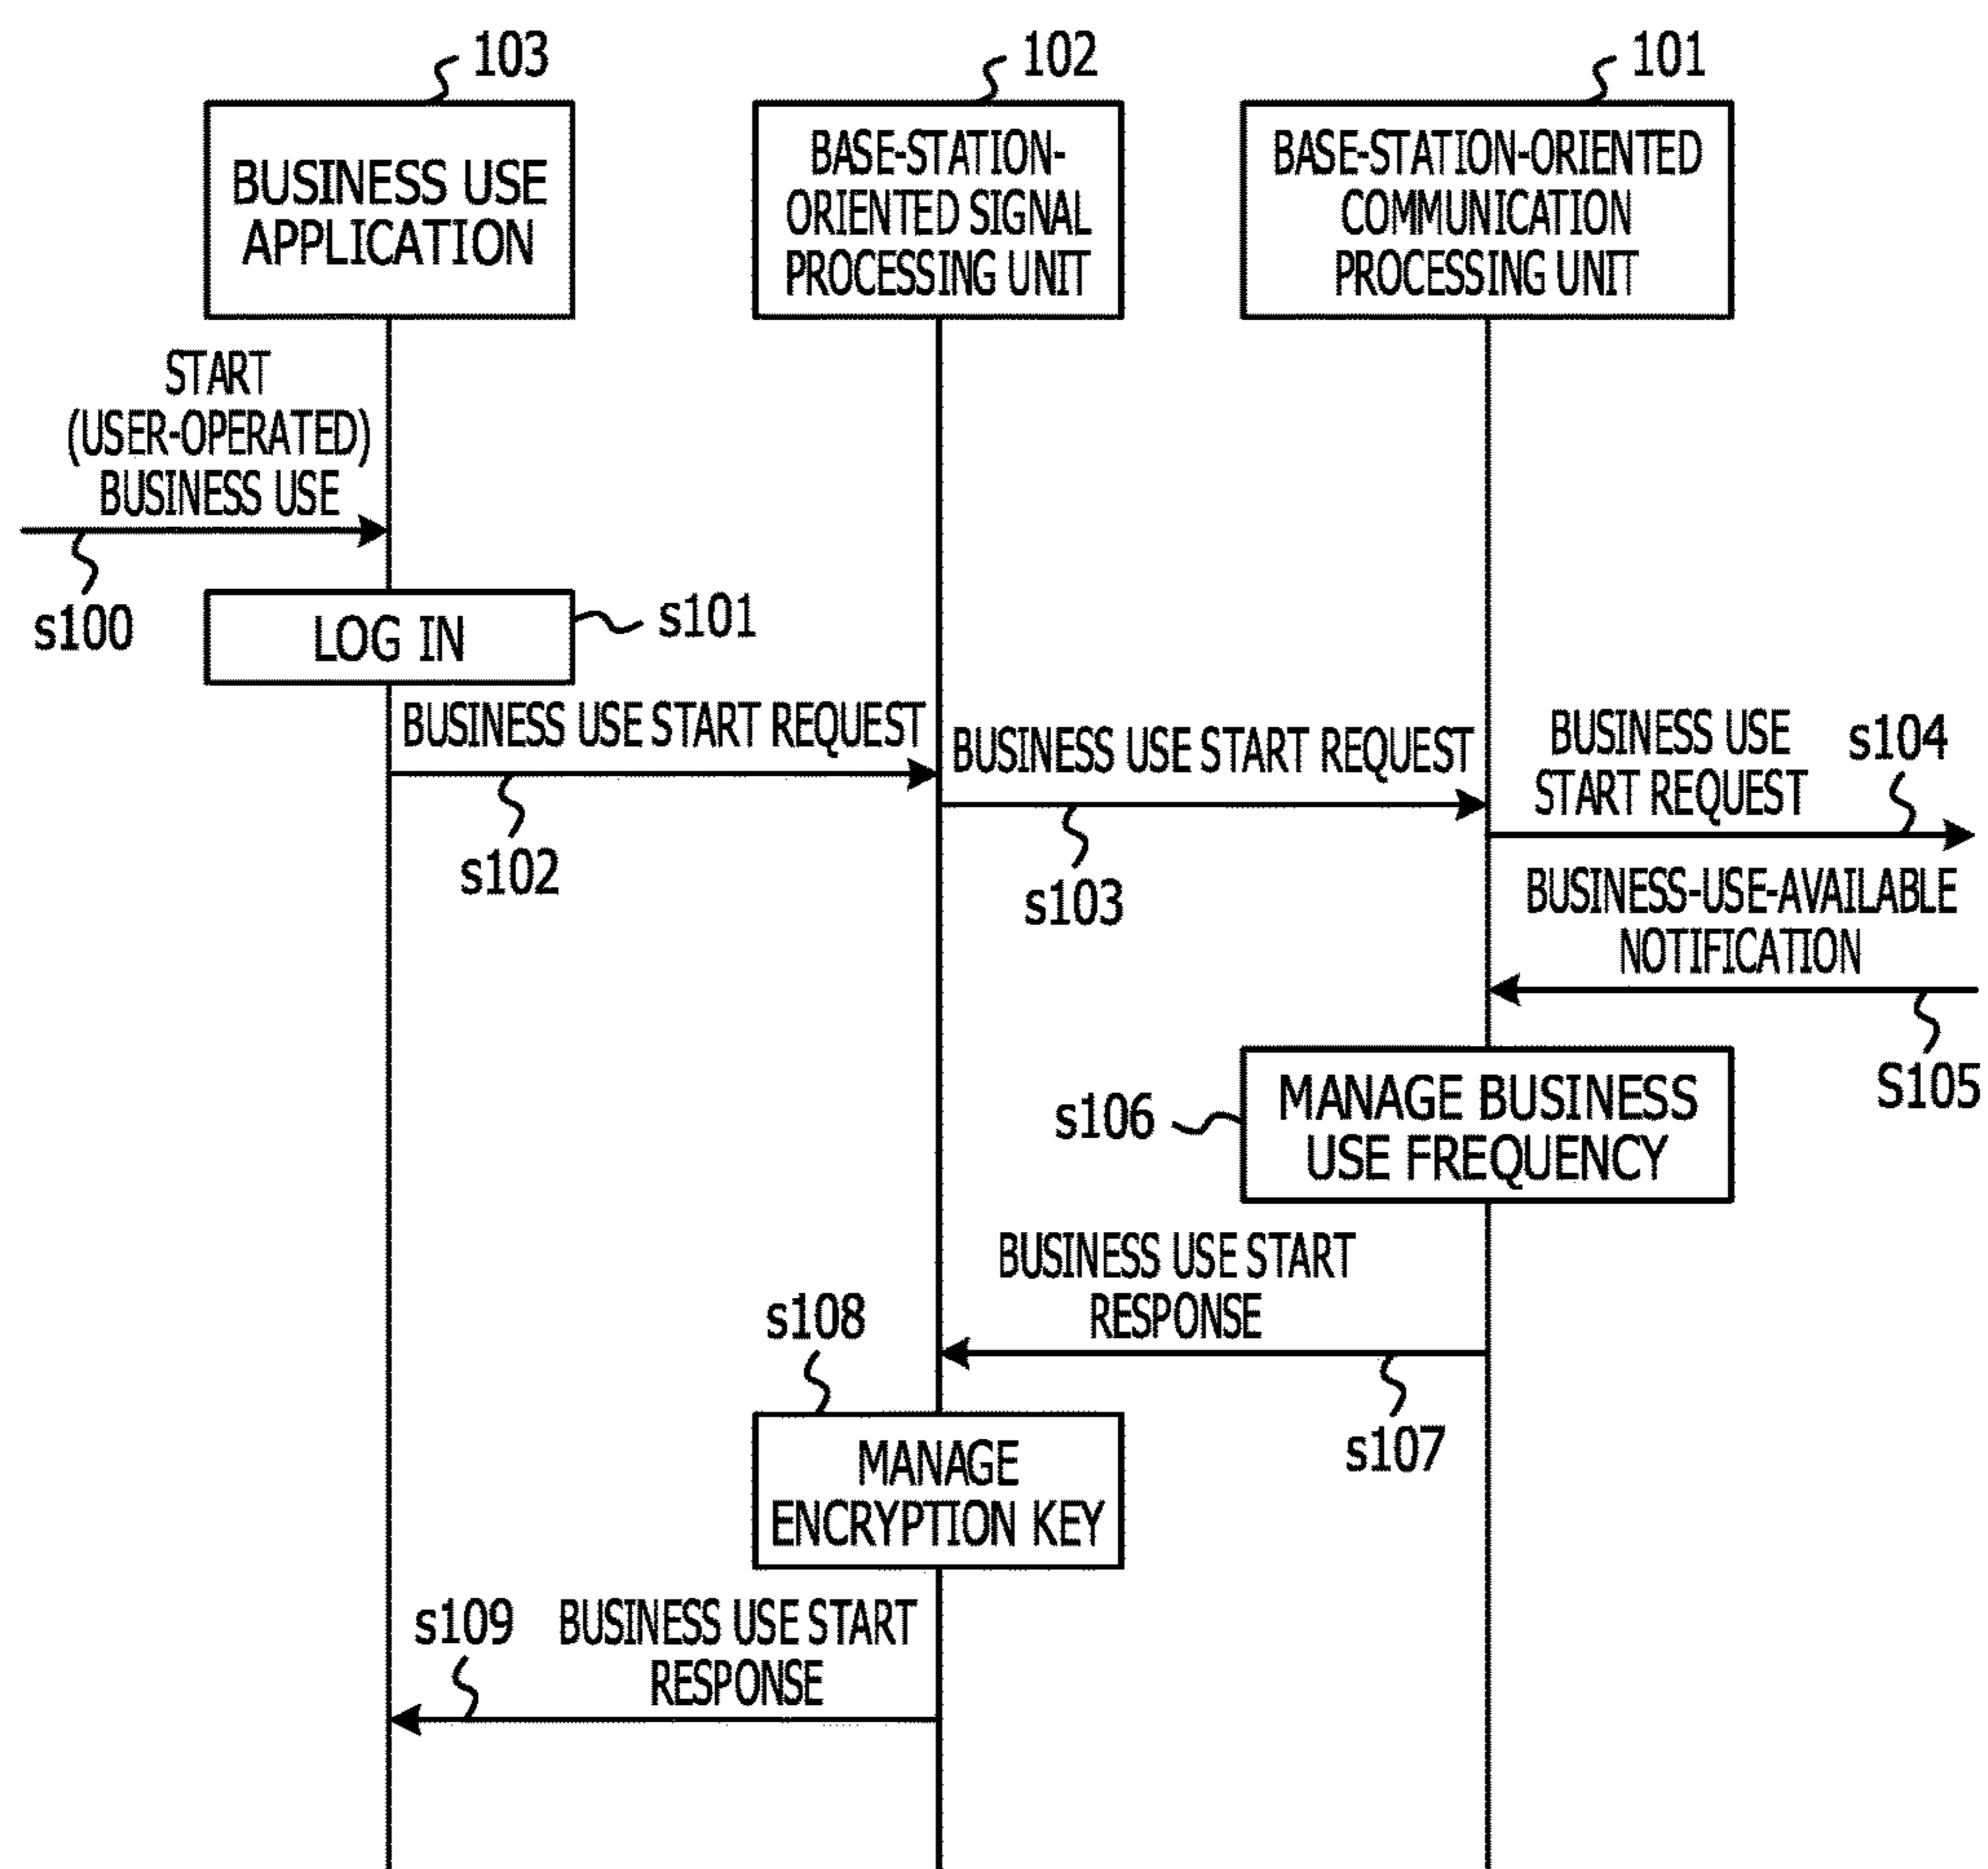 103
102
101
BUSINESS USE
APPLICATION
BASE-STATION-
ORIENTED SIGNAL
PROCESSING UNIT
BASE-STATION-ORIENTED
COMMUNICATION
PROCESSING UNIT
START
(USER-OPERATED)
BUSINESS USE
s100
LOG IN
s101
BUSINESS USE START REQUEST
s102
BUSINESS USE START REQUEST
s103
BUSINESS USE
START REQUEST
s104
BUSINESS-USE-AVAILABLE
NOTIFICATION
S105
s106
MANAGE BUSINESS
USE FREQUENCY
BUSINESS USE START
RESPONSE
s107
s108
MANAGE
ENCRYPTION KEY
s109
BUSINESS USE START
RESPONSE